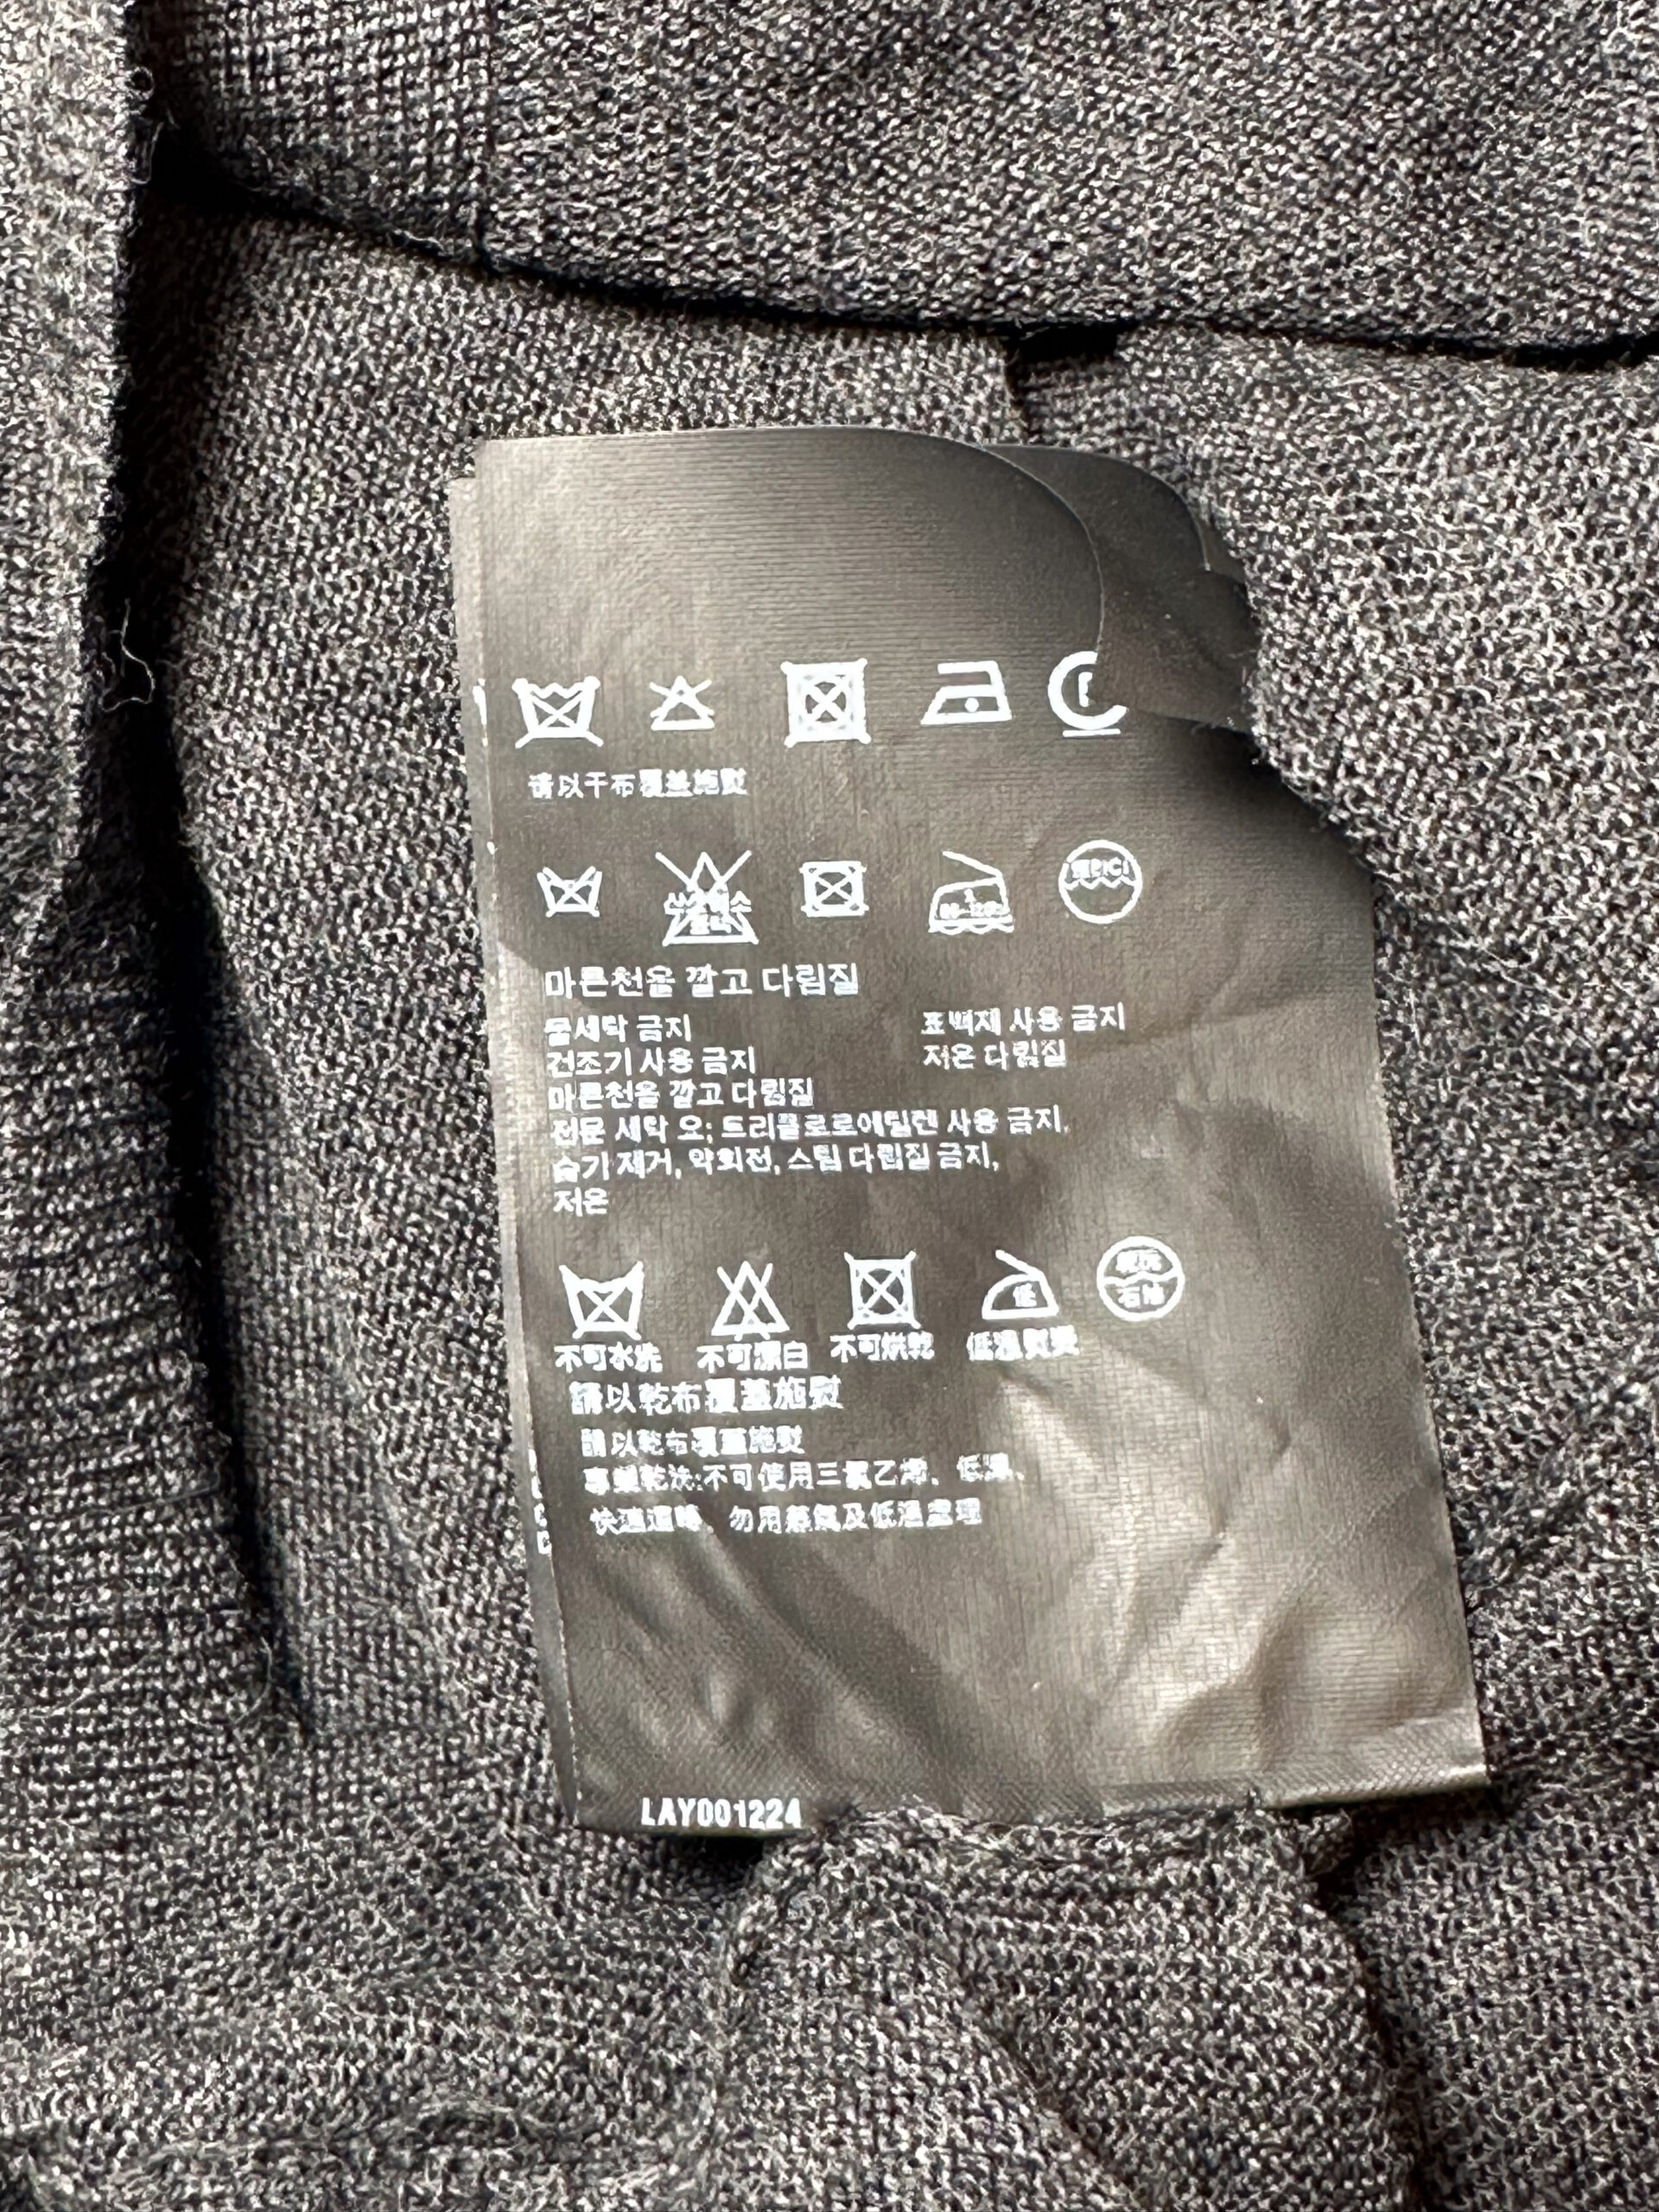 请以干布覆盖施熨
마른천을 깔고 다림질
물세탁 금지 표백제 사용 금지
건조기 사용 금지 저온 다림질
마른천을 깔고 다림질
전문 세탁 오; 트리클로로에틸렌 사용 금지,
습기 제거, 약회전, 스팀 다림질 금지,
저온
低
石油
不可水洗 不可漂白 不可烘乾 低溫熨燙
請以乾布覆蓋施熨
請以乾布覆蓋施熨
專業乾洗:不可使用三氯乙烯、低濕、
快速迴轉、勿用蒸氣及低溫處理
LAY001224